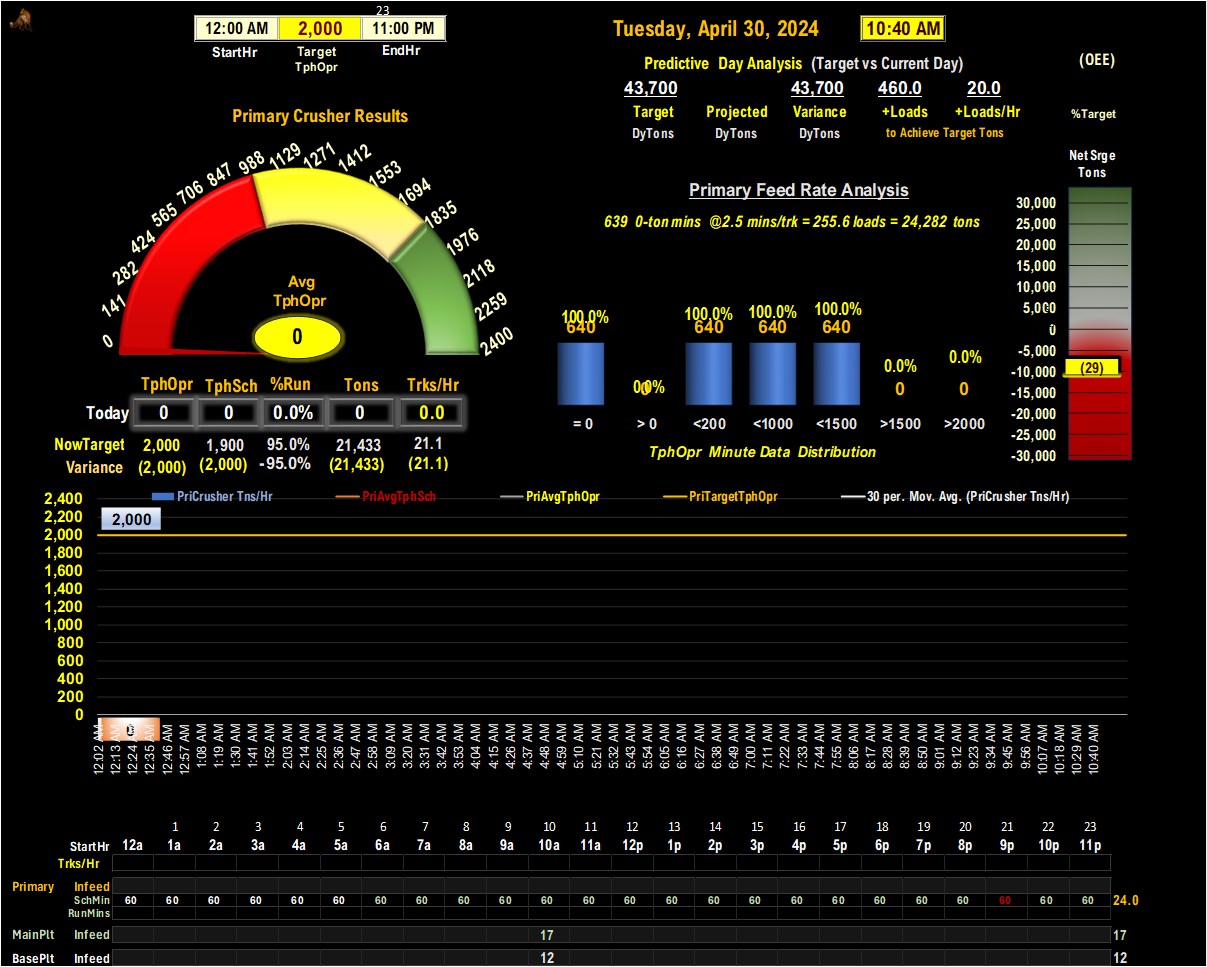 23
12:00 AM 2,000 11:00 PM
StartHr Target EndHr
TphOpr
Tuesday, April 30, 2024 10:40 AM
Predictive Day Analysis (Target vs Current Day)
(OEE)
43,700 43,700 460.0 20.0
Target Projected Variance +Loads +Loads/Hr
DyTons DyTons DyTons to Achieve Target Tons
%Target
Primary Crusher Results
0 141 282 424 565 706 847 988 1129 1271 1412 1553 1694 1835 1976 2118 2259 2400
Avg
TphOpr
0
TphOpr TphSch %Run Tons Trks/Hr
Today 0 0 0.0% 0 0.0
NowTarget 2,000 1,900 95.0% 21,433 21.1
Variance (2,000) (2,000) -95.0% (21,433) (21.1)
Primary Feed Rate Analysis
639 0-ton mins @2.5 mins/trk = 255.6 loads = 24,282 tons
100.0% 0.0% 100.0% 100.0% 100.0% 0.0% 0.0%
640 0 640 640 640 0 0
= 0 > 0 <200 <1000 <1500 >1500 >2000
TphOpr Minute Data Distribution
Net Srge
Tons
30,000
25,000
20,000
15,000
10,000
5,000
0
-5,000
-10,000
-15,000
-20,000
-25,000
-30,000
(29)
PriCrusher Tns/Hr PriAvgTphSch PriAvgTphOpr PriTargetTphOpr 30 per. Mov. Avg. (PriCrusher Tns/Hr)
2,400
2,200
2,000
1,800
1,600
1,400
1,200
1,000
800
600
400
200
0
2,000
0
12:02 AM 12:13 AM 12:24 AM 12:35 AM 12:46 AM 12:57 AM 1:08 AM 1:19 AM 1:30 AM 1:41 AM 1:52 AM 2:03 AM 2:14 AM 2:25 AM 2:36 AM 2:47 AM 2:58 AM 3:09 AM 3:20 AM 3:31 AM 3:42 AM 3:53 AM 4:04 AM 4:15 AM 4:26 AM 4:37 AM 4:48 AM 4:59 AM 5:10 AM 5:21 AM 5:32 AM 5:43 AM 5:54 AM 6:05 AM 6:16 AM 6:27 AM 6:38 AM 6:49 AM 7:00 AM 7:11 AM 7:22 AM 7:33 AM 7:44 AM 7:55 AM 8:06 AM 8:17 AM 8:28 AM 8:39 AM 8:50 AM 9:01 AM 9:12 AM 9:23 AM 9:34 AM 9:45 AM 9:56 AM 10:07 AM 10:18 AM 10:29 AM 10:40 AM
1 2 3 4 5 6 7 8 9 10 11 12 13 14 15 16 17 18 19 20 21 22 23
StartHr 12a 1a 2a 3a 4a 5a 6a 7a 8a 9a 10a 11a 12p 1p 2p 3p 4p 5p 6p 7p 8p 9p 10p 11p
Trks/Hr
Primary Infeed
SchMin 60 60 60 60 60 60 60 60 60 60 60 60 60 60 60 60 60 60 60 60 60 60 60 60 24.0
RunMins
MainPlt Infeed 17 17
BasePlt Infeed 12 12